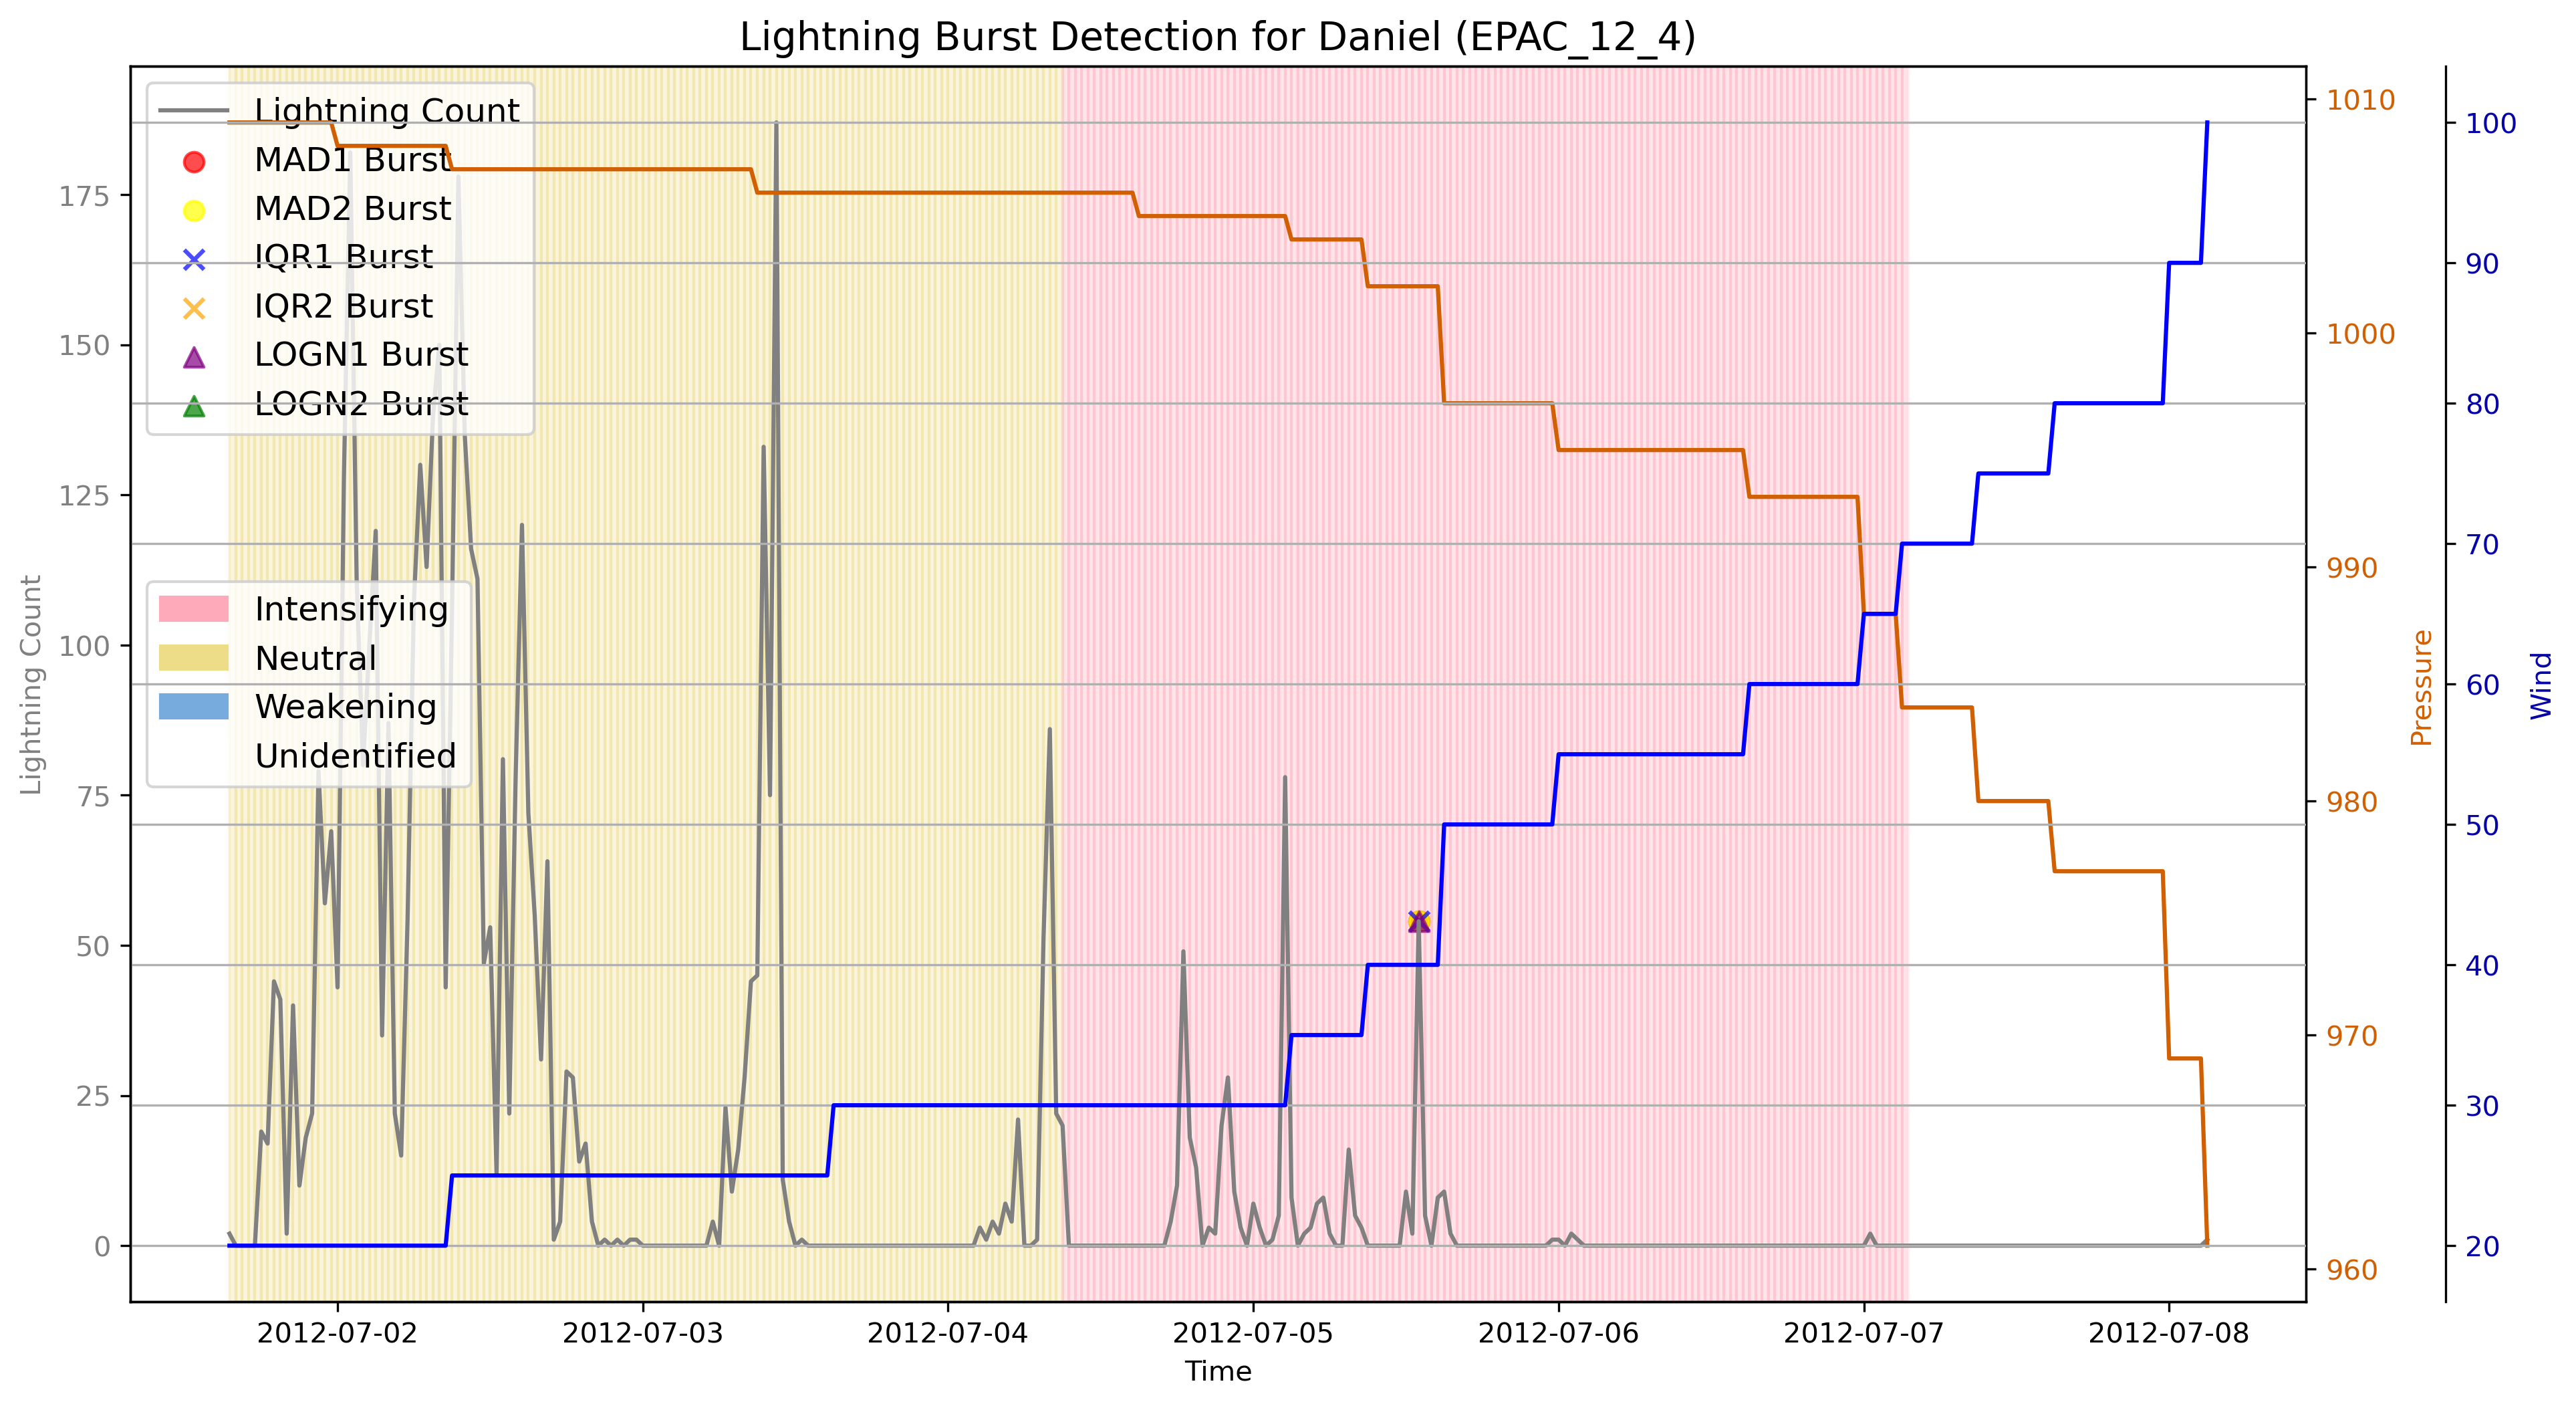 Lightning Burst Detection for Daniel (EPAC_12_4)
Lightning Count
MAD1 Burst
MAD2 Burst
IQR1 Burst
IQR2 Burst
LOGN1 Burst
LOGN2 Burst
Intensifying
Neutral
Weakening
Unidentified
175
150
125
100
75
50
25
0
Lightning Count
1010
1000
990
980
970
960
Pressure
100
90
80
70
60
50
40
30
20
Wind
2012-07-02
2012-07-03
2012-07-04
2012-07-05
2012-07-06
2012-07-07
2012-07-08
Time